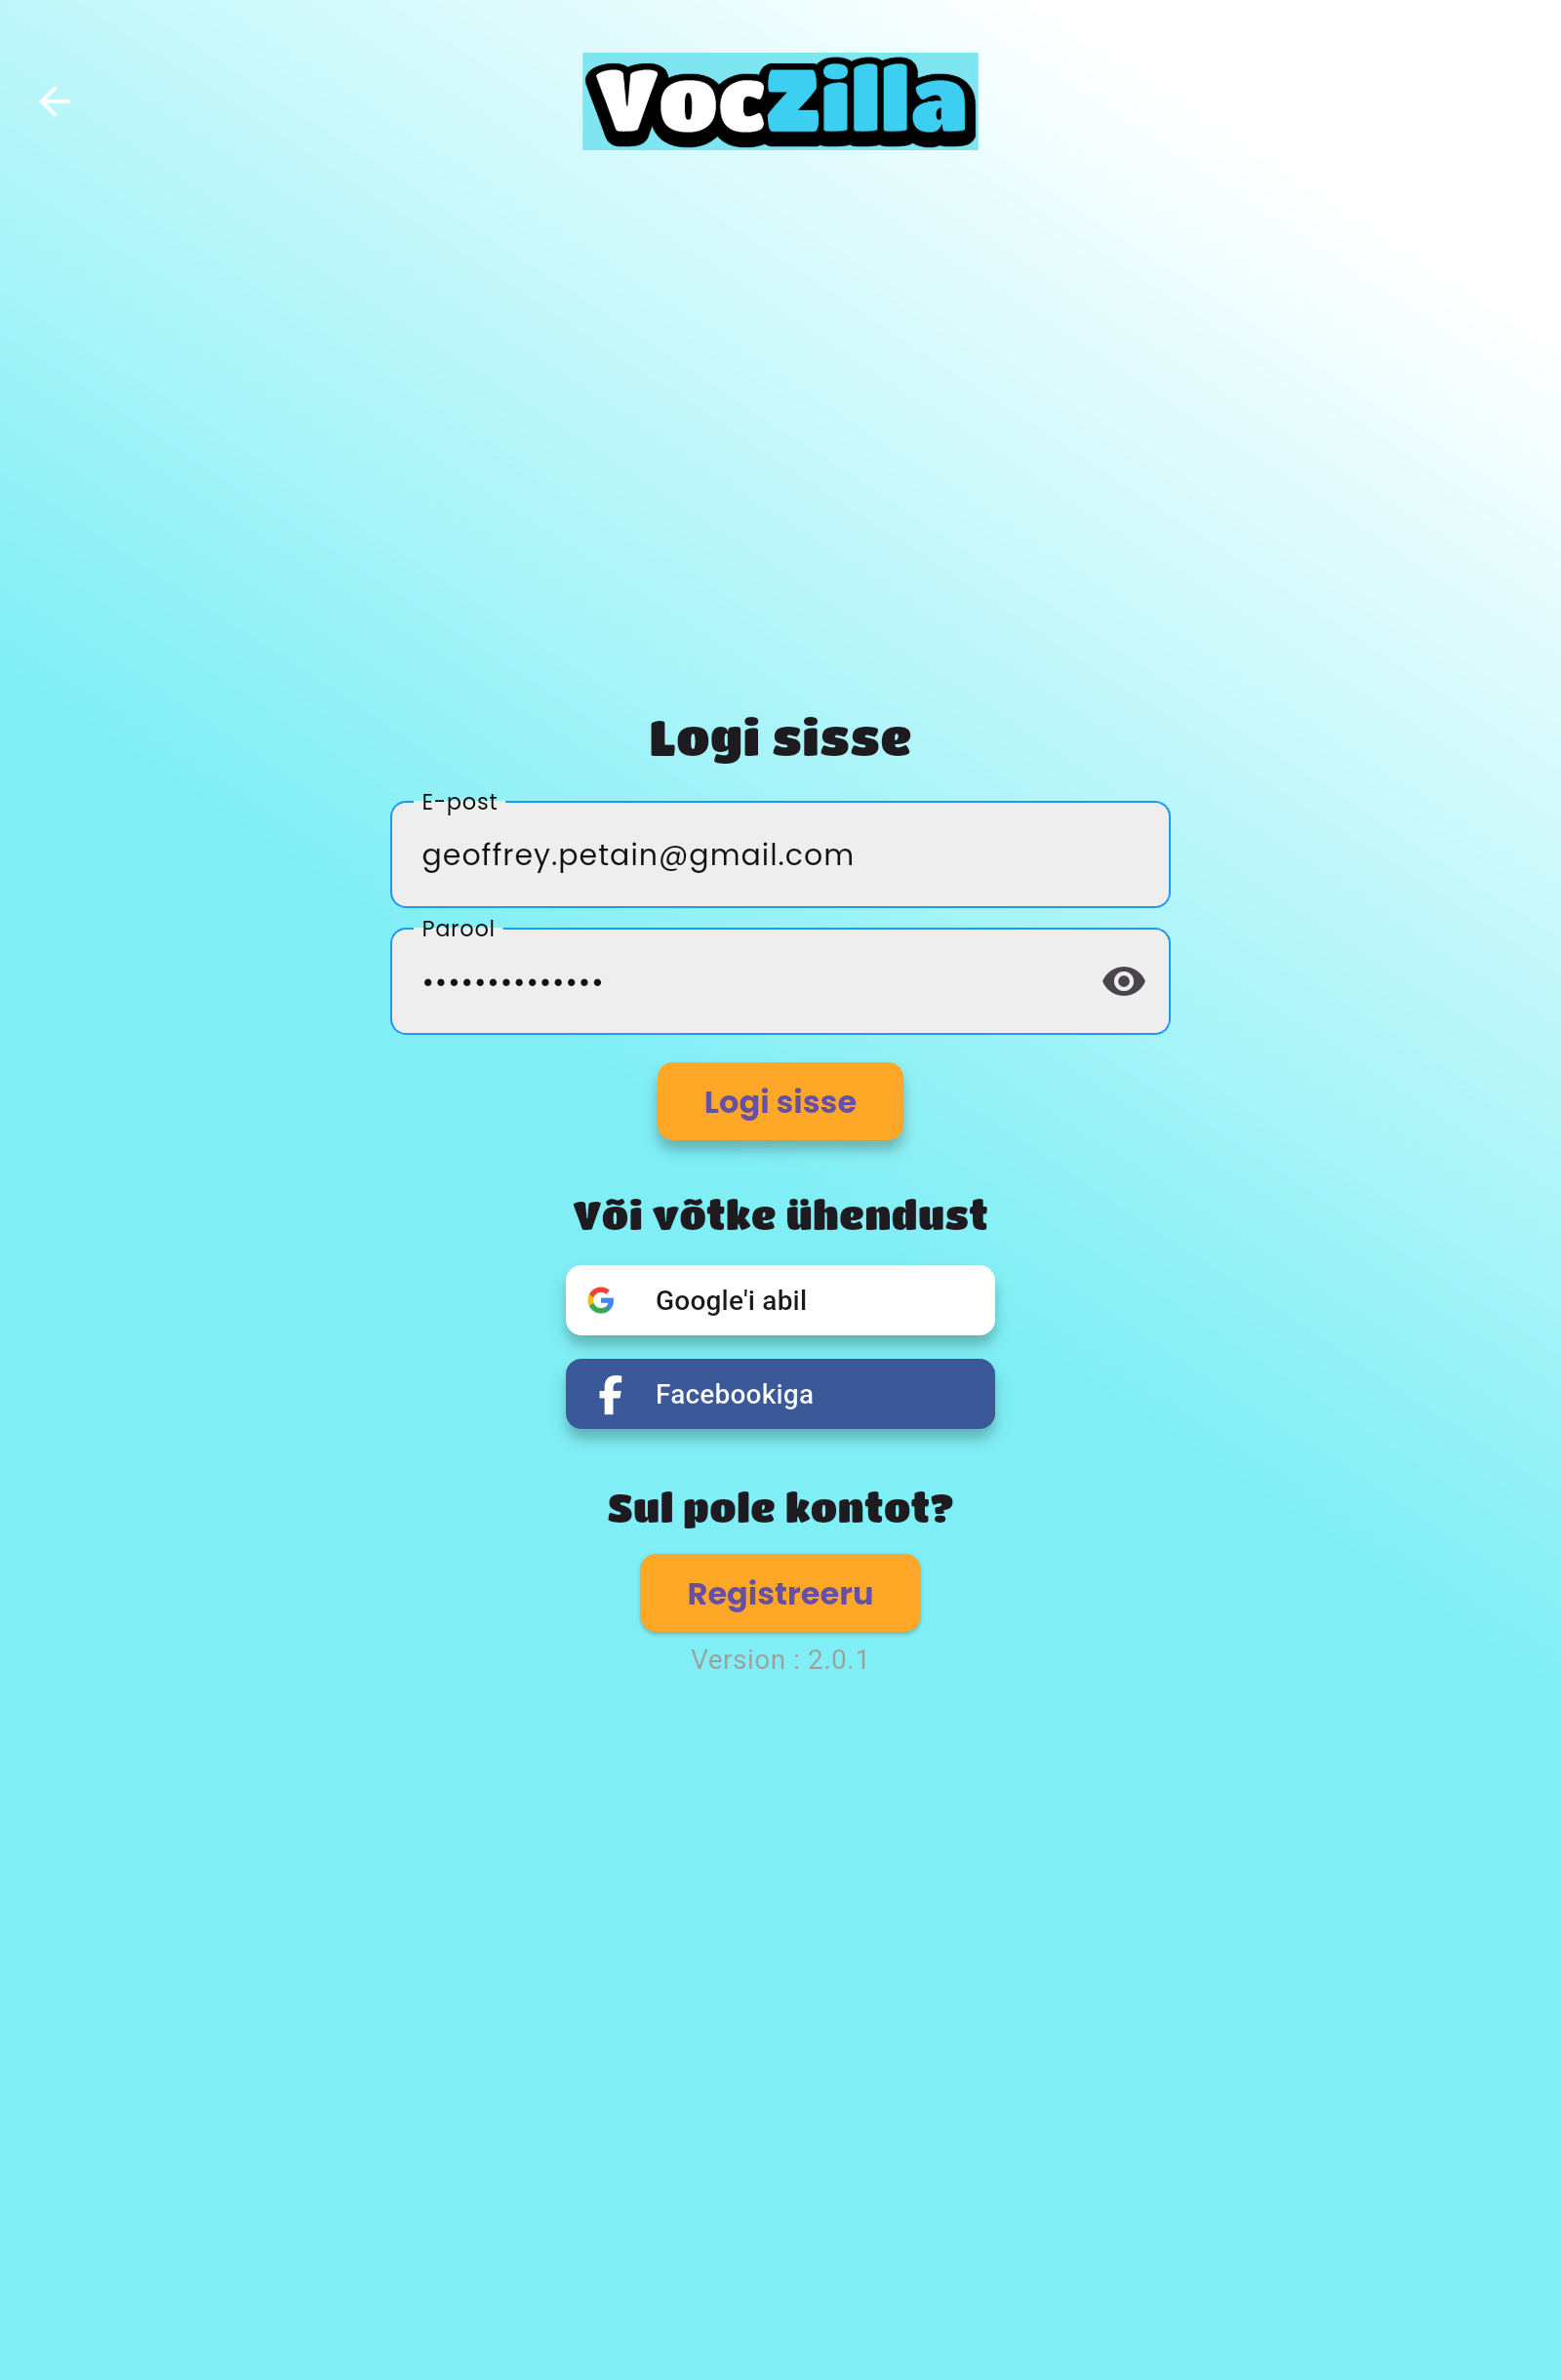 VocZilla
Logi sisse
E-post
geoffrey.petain@gmail.com
Parool
••••••••••••••
Logi sisse
Või võtke ühendust
Google'i abil
Facebookiga
Sul pole kontot?
Registreeru
Version : 2.0.1